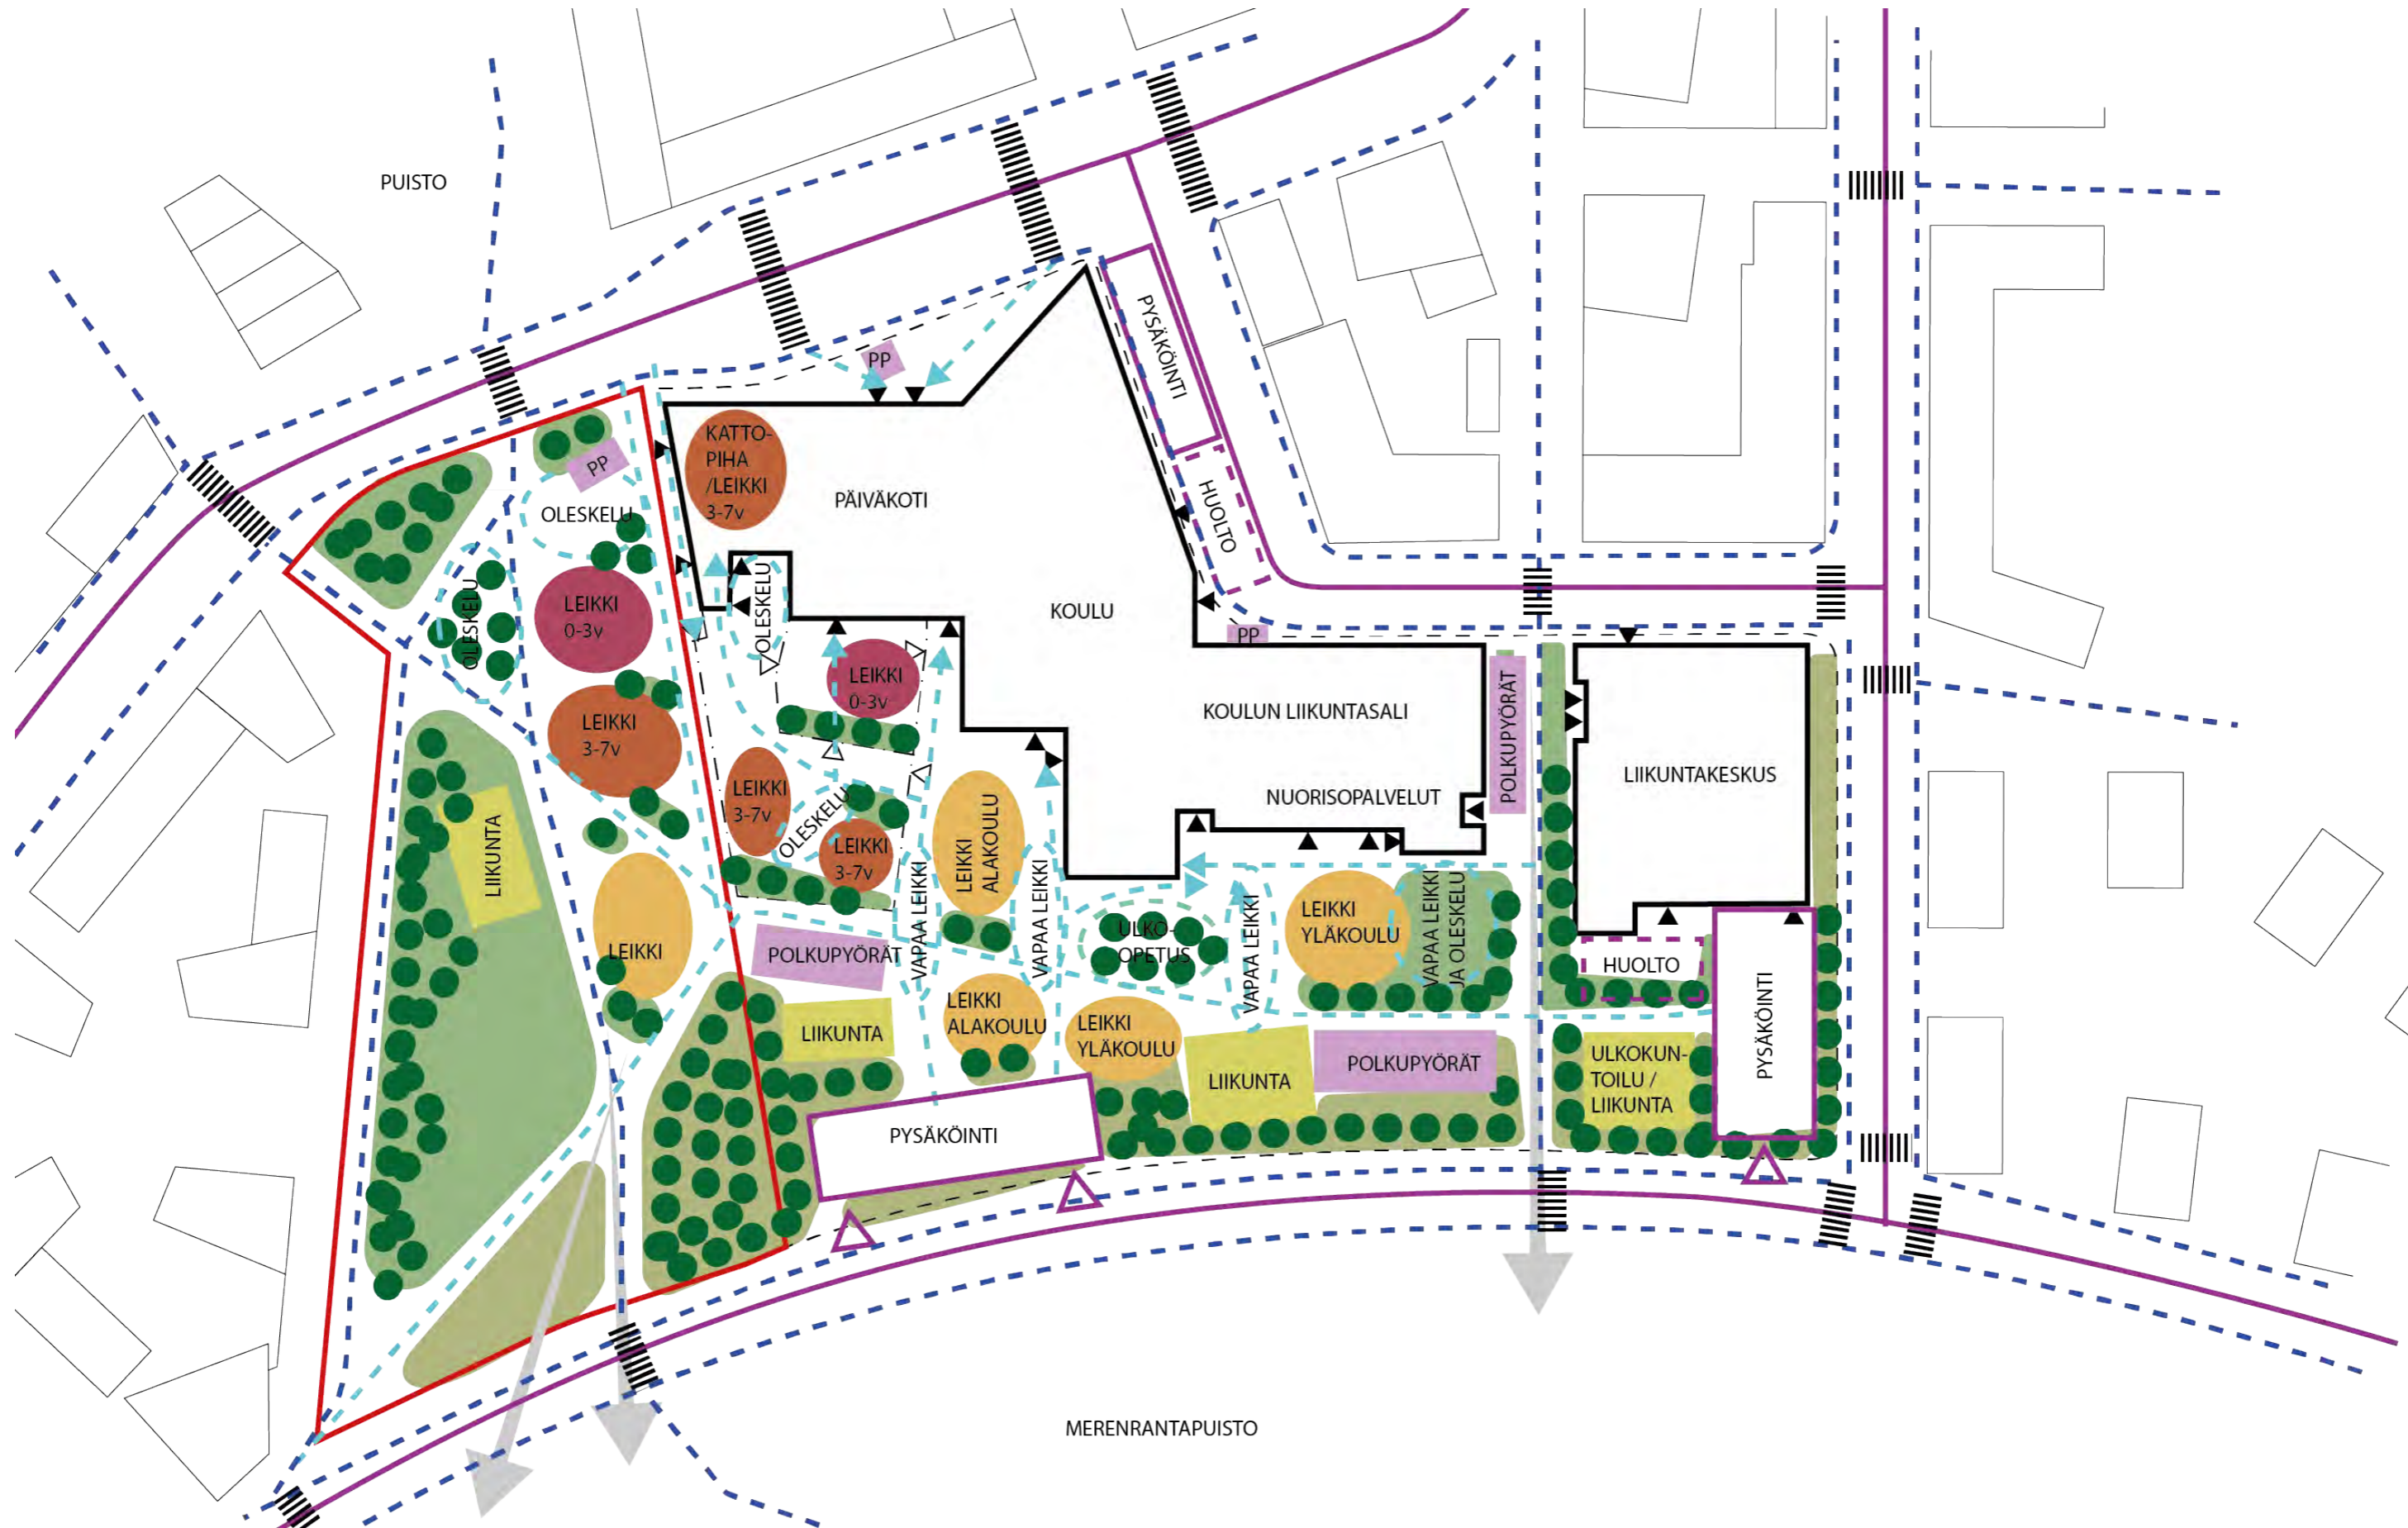 PUISTO
PYSÄKÖINTI
PP
KATTO-
PIHA
/LEIKKI
3-7v
PP
PÄIVÄKOTI
OLESKELU
HUOLTO
OLESKELU
LEIKKI
0-3v
OLESKELU
KOULU
PP
LEIKKI
0-3v
KOULUN LIIKUNTASALI
POLKUPYÖRÄT
LEIKKI
3-7v
LIIKUNTAKESKUS
LEIKKI
3-7v
OLESKELU
NUORISOPALVELUT
LIIKUNTA
LEIKKI
3-7v
LEIKKI
ALAKOULU
VAPAA LEIKKI
VAPAA LEIKKI
ULKO-
OPETUS
VAPAA LEIKKI
LEIKKI
YLÄKOULU
VAPAA LEIKKI
JA OLESKELU
LEIKKI
POLKUPYÖRÄT
HUOLTO
PYSÄKÖINTI
LIIKUNTA
LEIKKI
ALAKOULU
LEIKKI
YLÄKOULU
LIIKUNTA
POLKUPYÖRÄT
ULKOKUN-
TOILU /
LIIKUNTA
PYSÄKÖINTI
MERENRANTAPUISTO